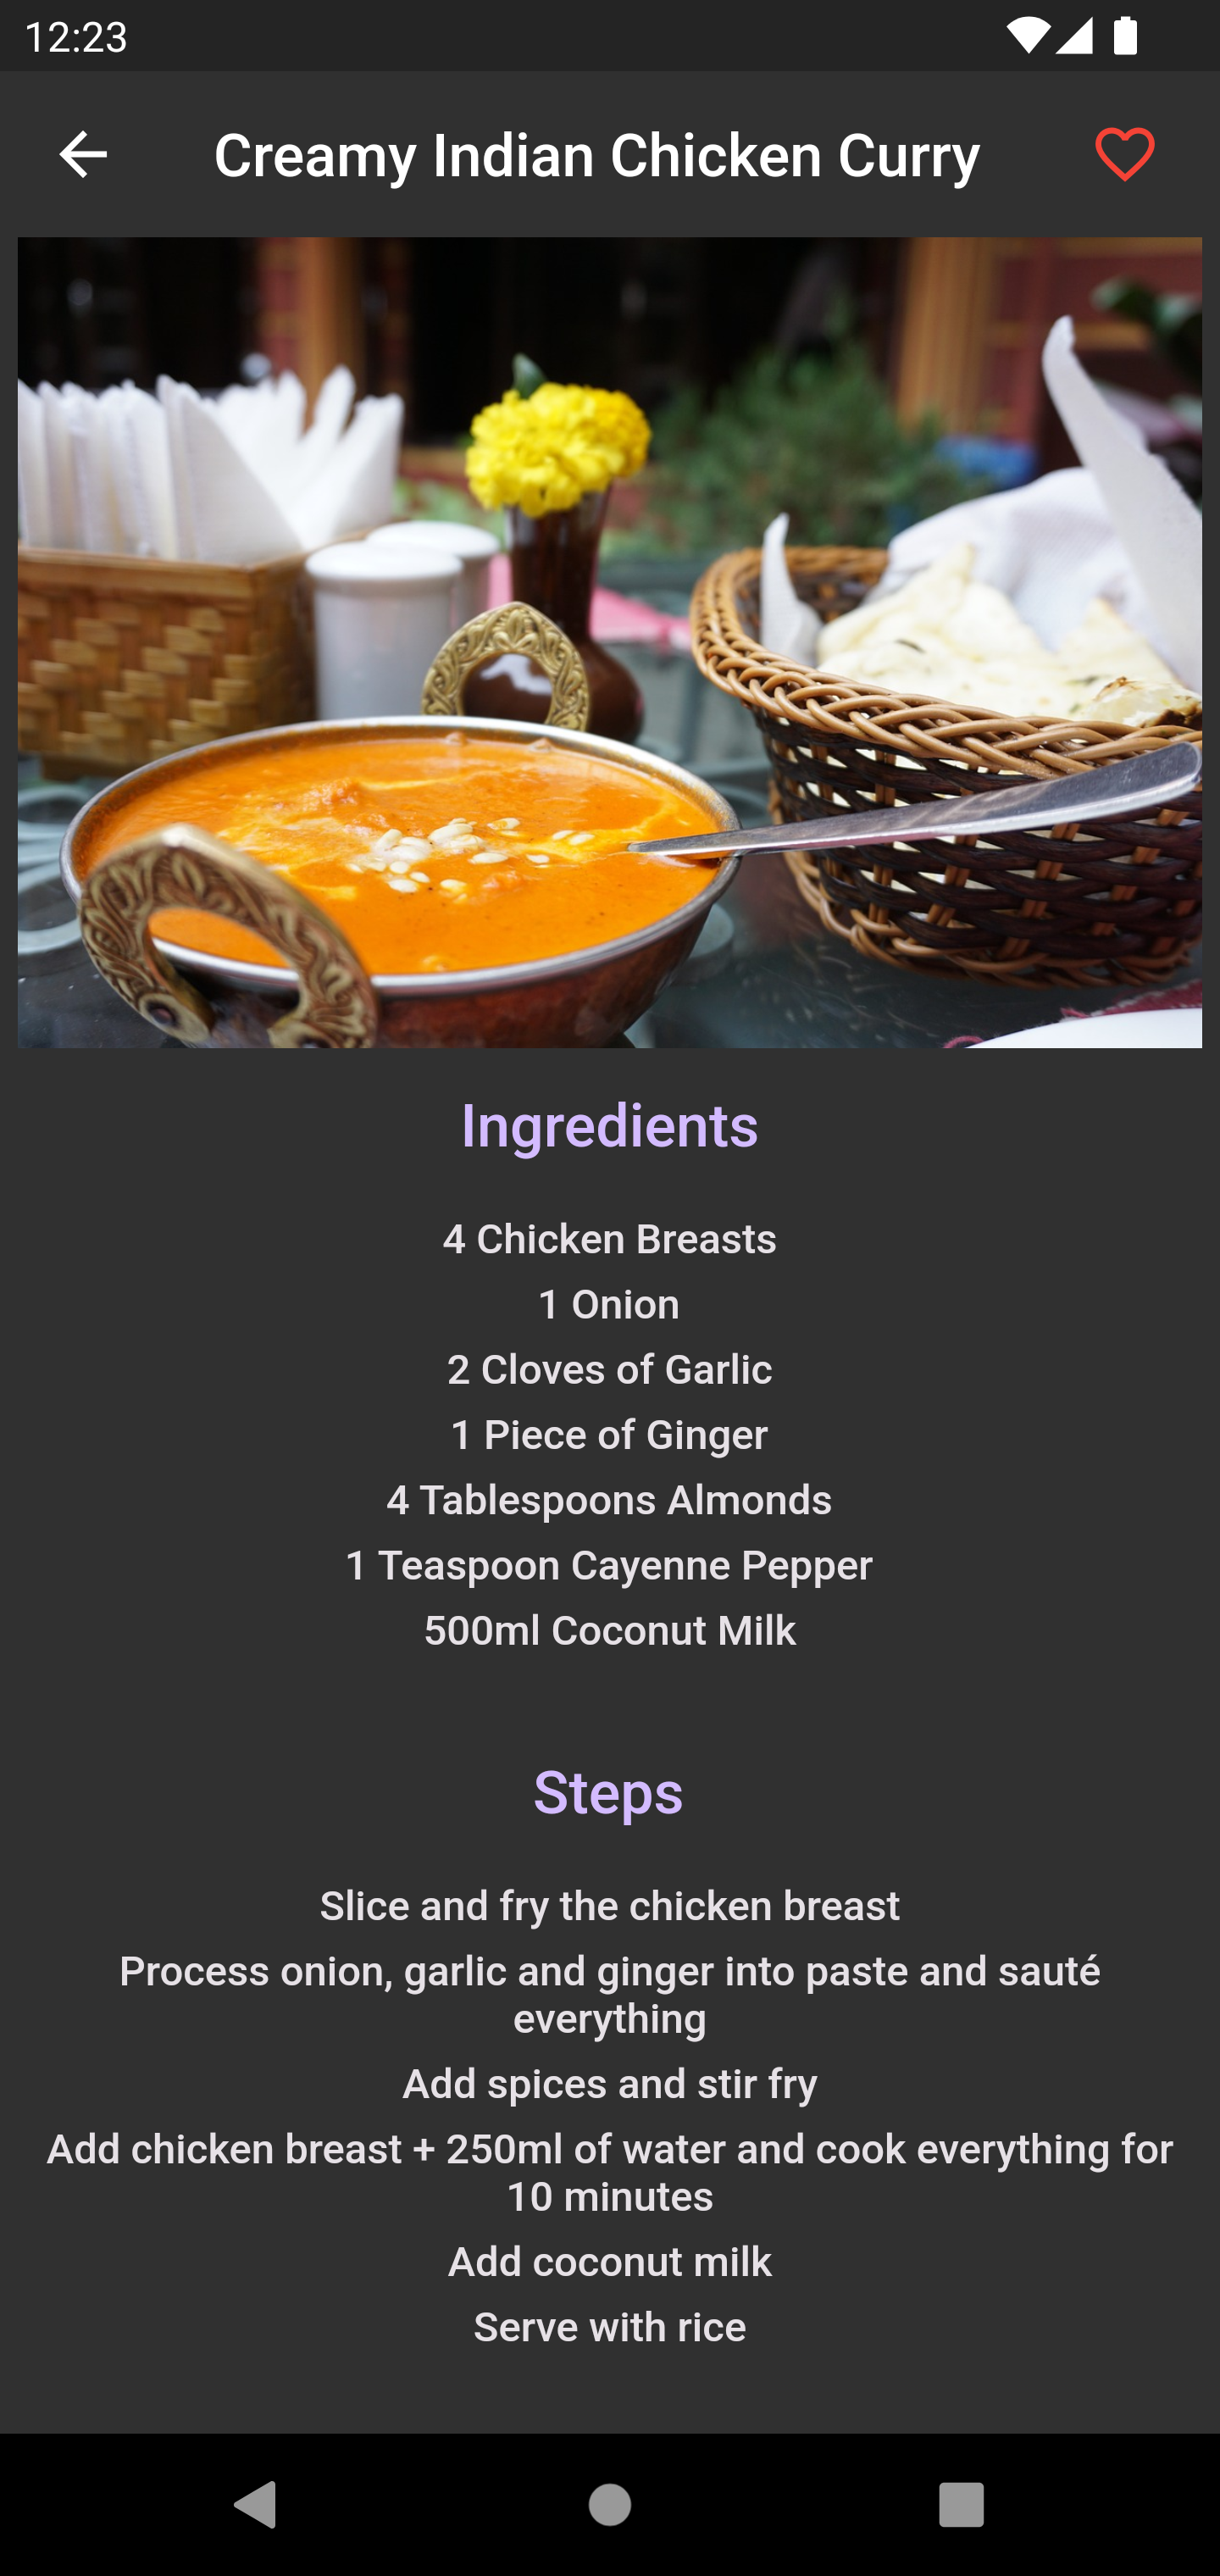 12:23
Creamy Indian Chicken Curry
Ingredients
4 Chicken Breasts
1 Onion
2 Cloves of Garlic
1 Piece of Ginger
4 Tablespoons Almonds
1 Teaspoon Cayenne Pepper
500ml Coconut Milk
Steps
Slice and fry the chicken breast
Process onion, garlic and ginger into paste and sauté
everything
Add spices and stir fry
Add chicken breast + 250ml of water and cook everything for
10 minutes
Add coconut milk
Serve with rice